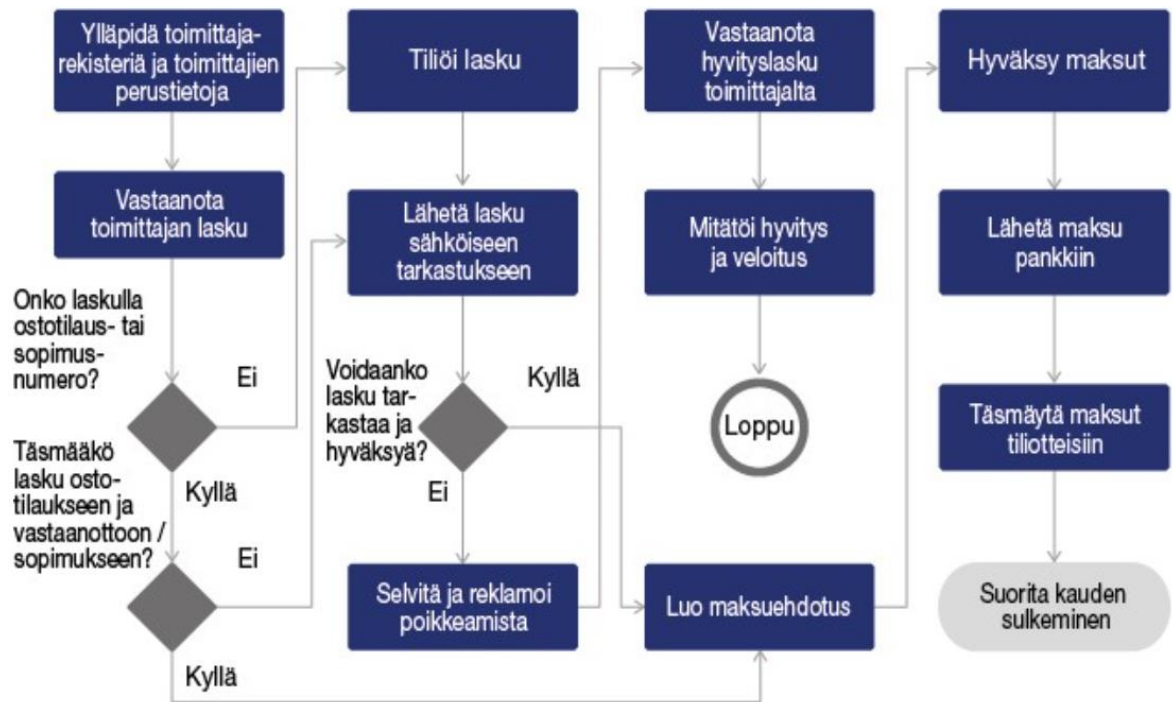 Ylläpidä toimittaja-
rekisteriä ja toimittajien
perustietoja
Vastaanota
toimittajan lasku
Onko laskulla
ostotilaus- tai
sopimus-
numero?
Ei
Kyllä
Täsmääkö
lasku osto-
tilaukseen ja
vastaanottoon /
sopimukseen?
Ei
Kyllä
Tiliöi lasku
Lähetä lasku
sähköiseen
tarkastukseen
Voidaanko
lasku tar-
kastaa ja
hyväksyä?
Kyllä
Ei
Selvitä ja reklamoi
poikkeamista
Vastaanota
hyvityslasku
toimittajalta
Mitätöi hyvitys
ja veloitus
Loppu
Luo maksuehdotus
Hyväksy maksut
Lähetä maksu
pankkiin
Täsmäytä maksut
tiliotteisiin
Suorita kauden
sulkeminen